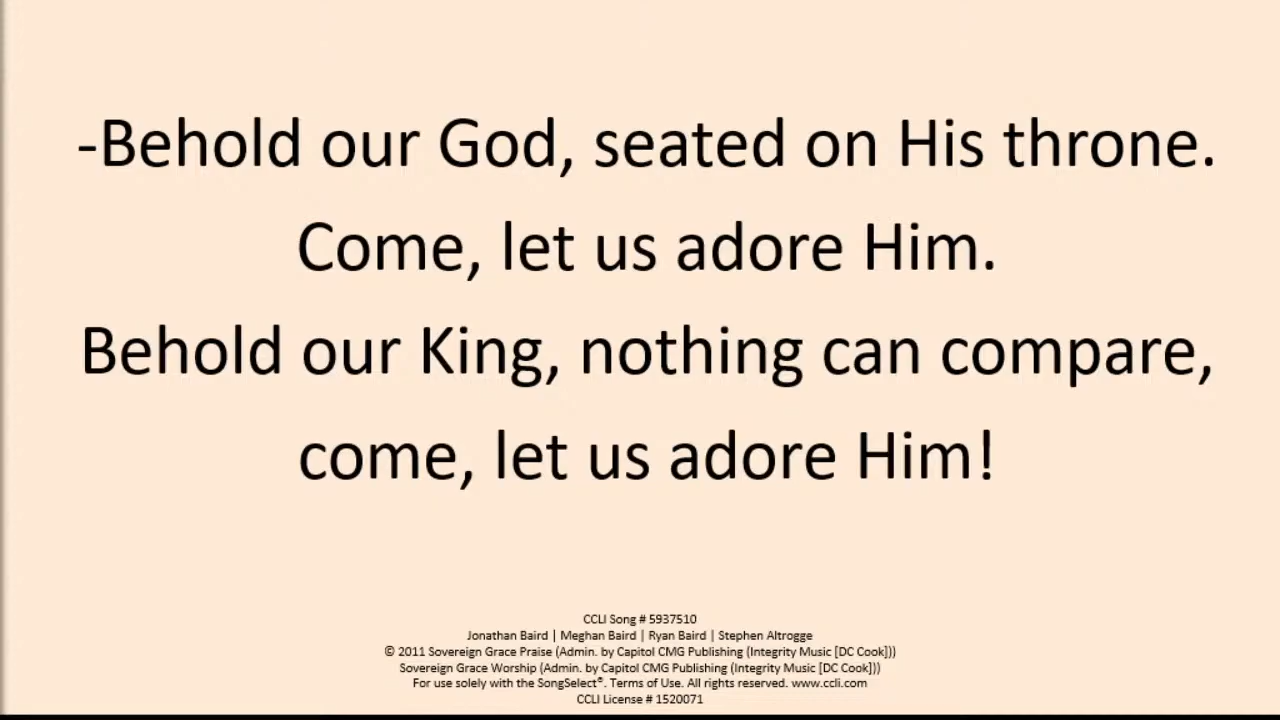 -Behold our God, seated on His throne.
Come, let us adore Him.
Behold our King, nothing can compare,
come, let us adore Him!
CCLI Song # 5937510
Jonathan Baird | Meghan Baird | Ryan Baird | Stephen Altrogge
© 2011 Sovereign Grace Praise (Admin. by Capitol CMG Publishing (Integrity Music [DC Cook]))
Sovereign Grace Worship (Admin. by Capitol CMG Publishing (Integrity Music [DC Cook]))
For use solely with the SongSelect®. Terms of Use. All rights reserved. www.ccli.com
CCLI License # 1520071